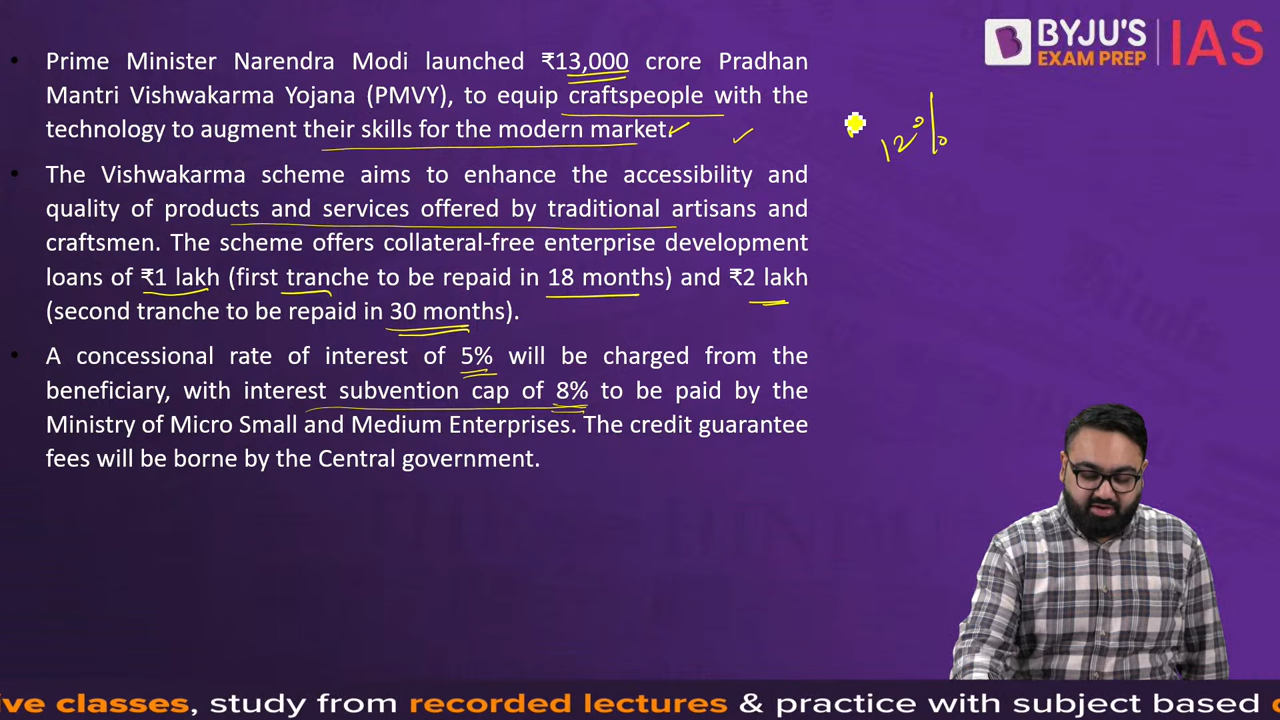 Prime Minister Narendra Modi launched ₹13,000 crore Pradhan
Mantri Vishwakarma Yojana (PMVY), to equip craftspeople with the
technology to augment their skills for the modern market.
The Vishwakarma scheme aims to enhance the accessibility and
quality of products and services offered by traditional artisans and
craftsmen. The scheme offers collateral-free enterprise development
loans of ₹1 lakh (first tranche to be repaid in 18 months) and ₹2 lakh
(second tranche to be repaid in 30 months).
A concessional rate of interest of 5% will be charged from the
beneficiary, with interest subvention cap of 8% to be paid by the
Ministry of Micro Small and Medium Enterprises. The credit guarantee
fees will be borne by the Central government.
BYJU'S
EXAM PREP
IAS
12%
ive classes, study from recorded lectures & practice with subject based